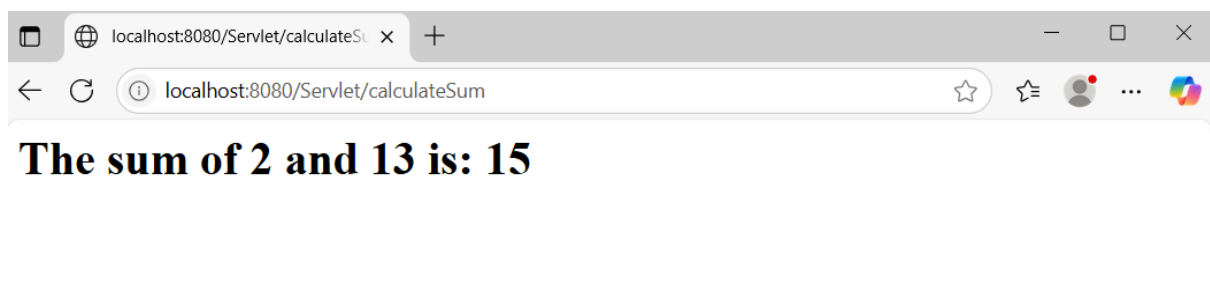 localhost:8080/Servlet/calculateSu
localhost:8080/Servlet/calculateSum
The sum of 2 and 13 is: 15